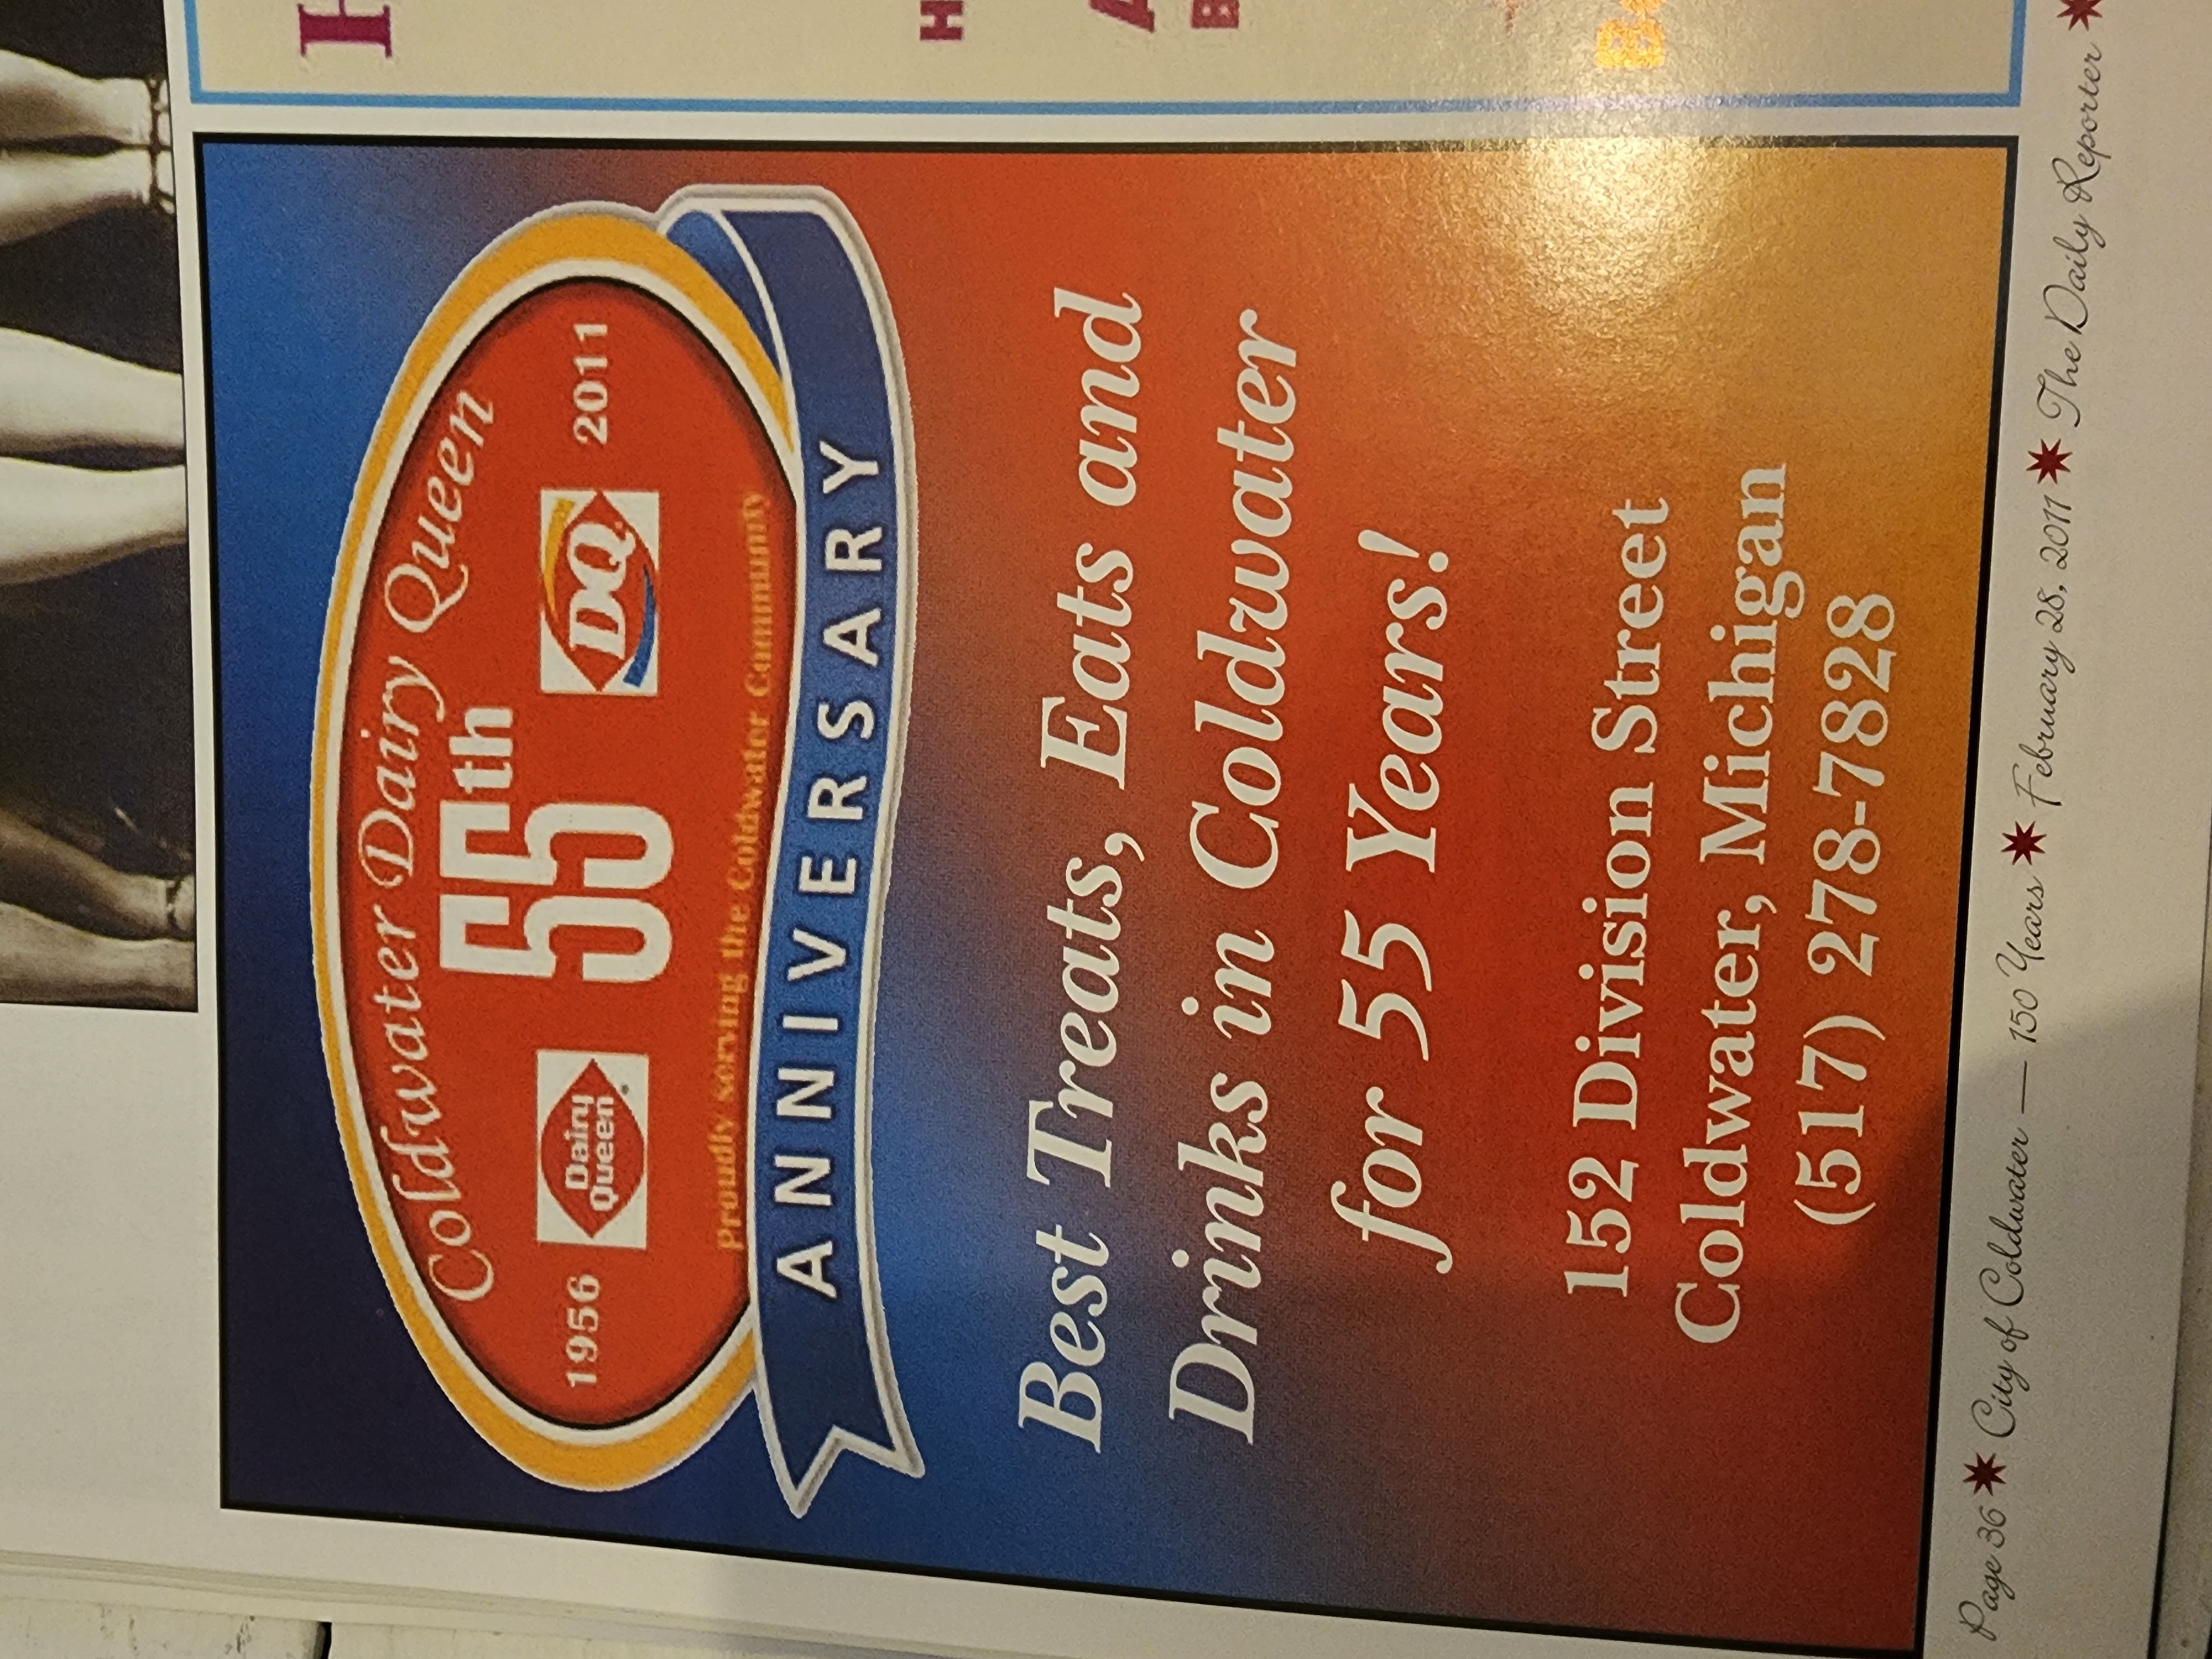 Coldwater Dairy Queen
55th
1956
Dairy
Queen
DQ
2011
Proudly serving the Coldwater Community
ANNIVERSARY
Best Treats, Eats and
Drinks in Coldwater
for 55 Years!
152 Division Street
Coldwater, Michigan
(517) 278-7828
Page 36 City of Coldwater — 150 Years February 28, 2011 The Daily Reporter